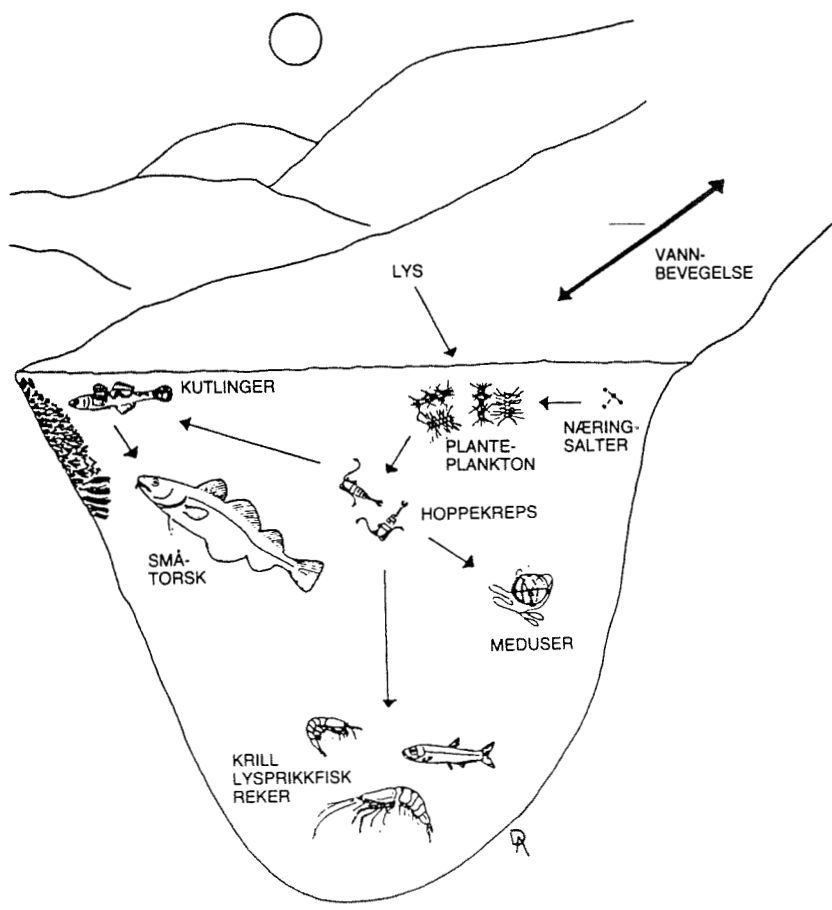 VANN-
BEVEGELSE
LYS
KUTLINGER
PLANTE-
PLANKTON
NÆRING-
SALTER
HOPPEKREPS
SMÅ-
TORSK
MEDUSER
KRILL
LYSPRIKKFISK
REKER